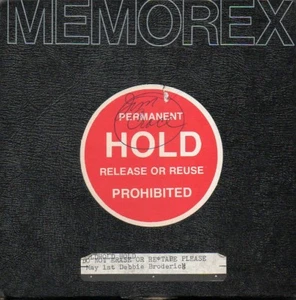 MEMOREX
PERMANENT
HOLD
RELEASE OR REUSE
PROHIBITED
DO NOT ERASE OR RE*TAPE PLEASE
May 1st Debbie Broderick